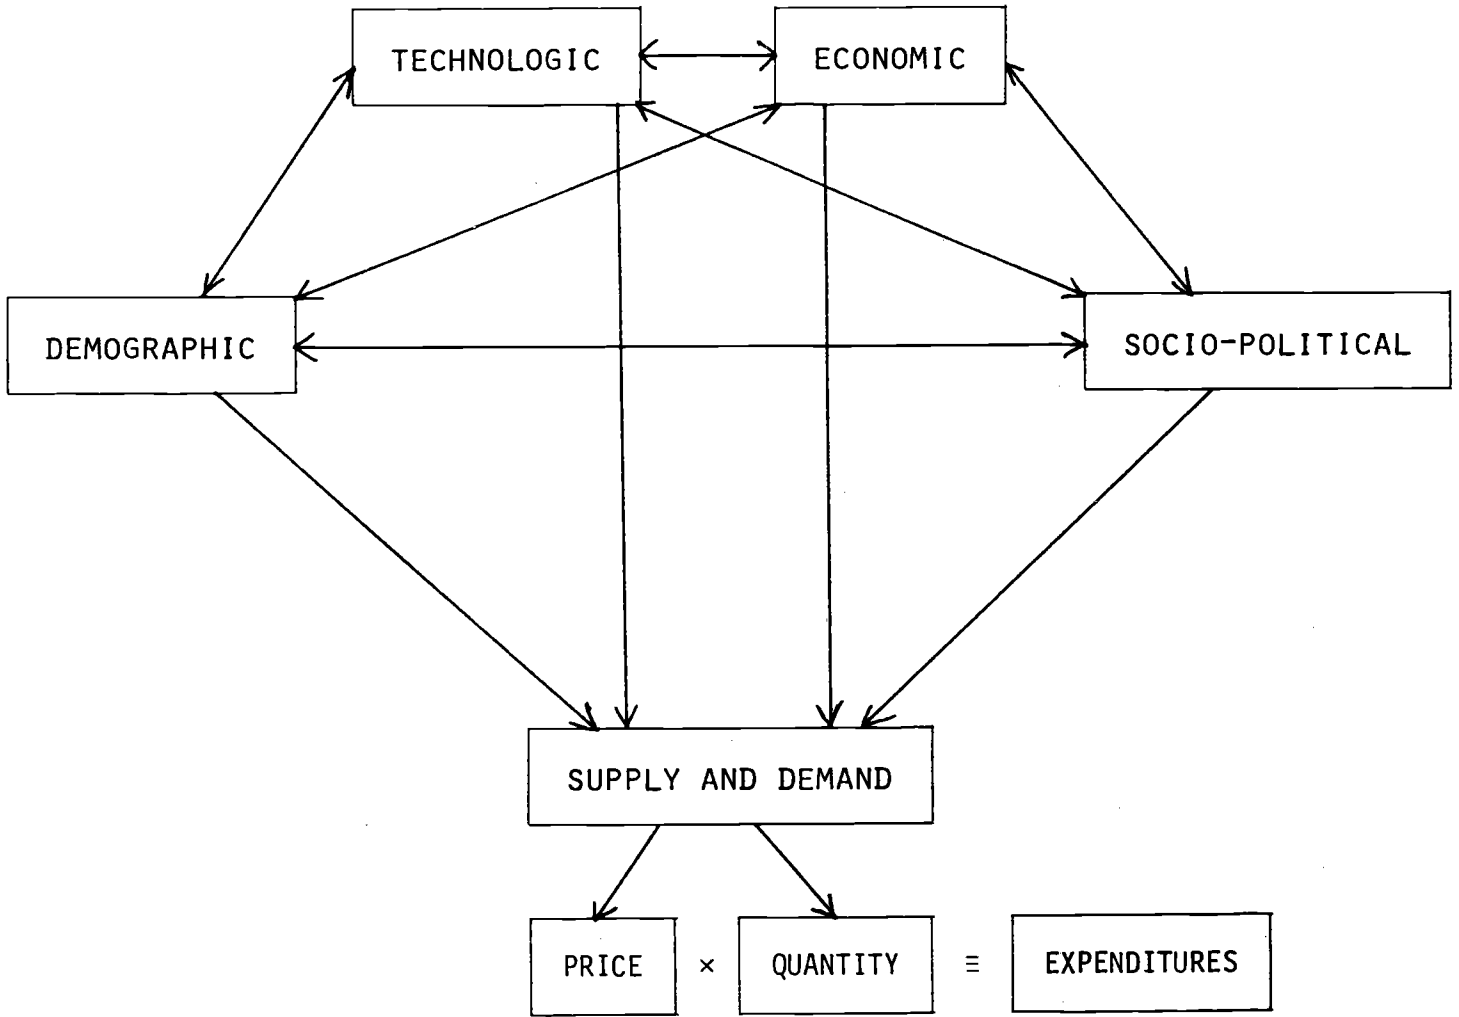 TECHNOLOGIC
ECONOMIC
DEMOGRAPHIC
SOCIO-POLITICAL
SUPPLY AND DEMAND
PRICE × QUANTITY ≡ EXPENDITURES